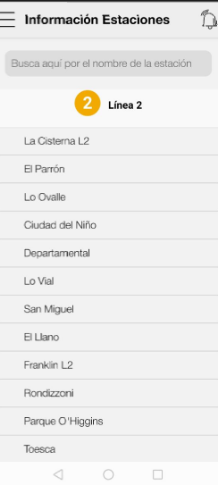 Información Estaciones
Busca aquí por el nombre de la estación
2 Línea 2
La Cisterna L2
El Parrón
Lo Ovalle
Ciudad del Niño
Departamental
Lo Vial
San Miguel
El Llano
Franklin L2
Rondizzoni
Parque O'Higgins
Toesca